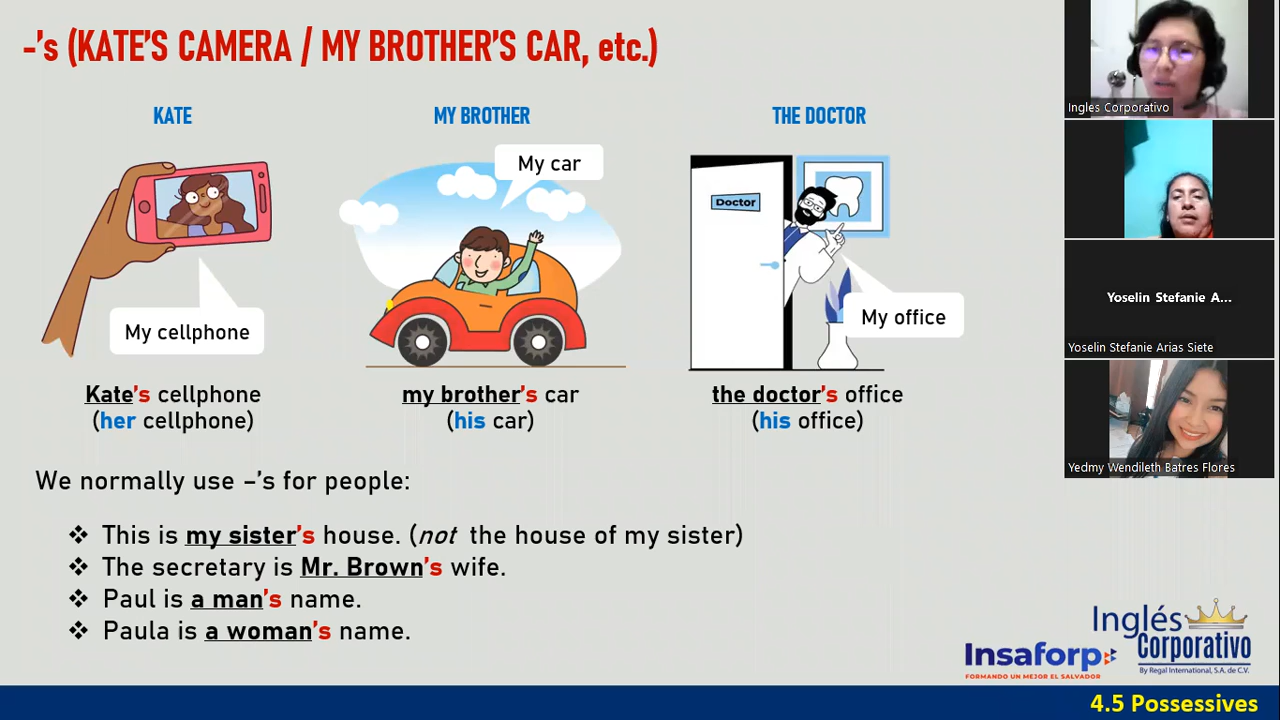 -'s (KATE'S CAMERA / MY BROTHER'S CAR, etc.)
KATE
MY BROTHER
THE DOCTOR
My cellphone
My car
Doctor
My office
Kate's cellphone
(her cellphone)
my brother's car
(his car)
the doctor's office
(his office)
We normally use –'s for people:
❖ This is my sister's house. (not the house of my sister)
❖ The secretary is Mr. Brown's wife.
❖ Paul is a man's name.
❖ Paula is a woman's name.
Insaforp
FORMANDO UN MEJOR EL SALVADOR
Inglés
Corporativo
By Regal International, S.A. de C.V.
4.5 Possessives
Ingles Corporativo
Yoselin Stefanie A...
Yoselin Stefanie Arias Siete
Yedmy Wendileth Batres Flores